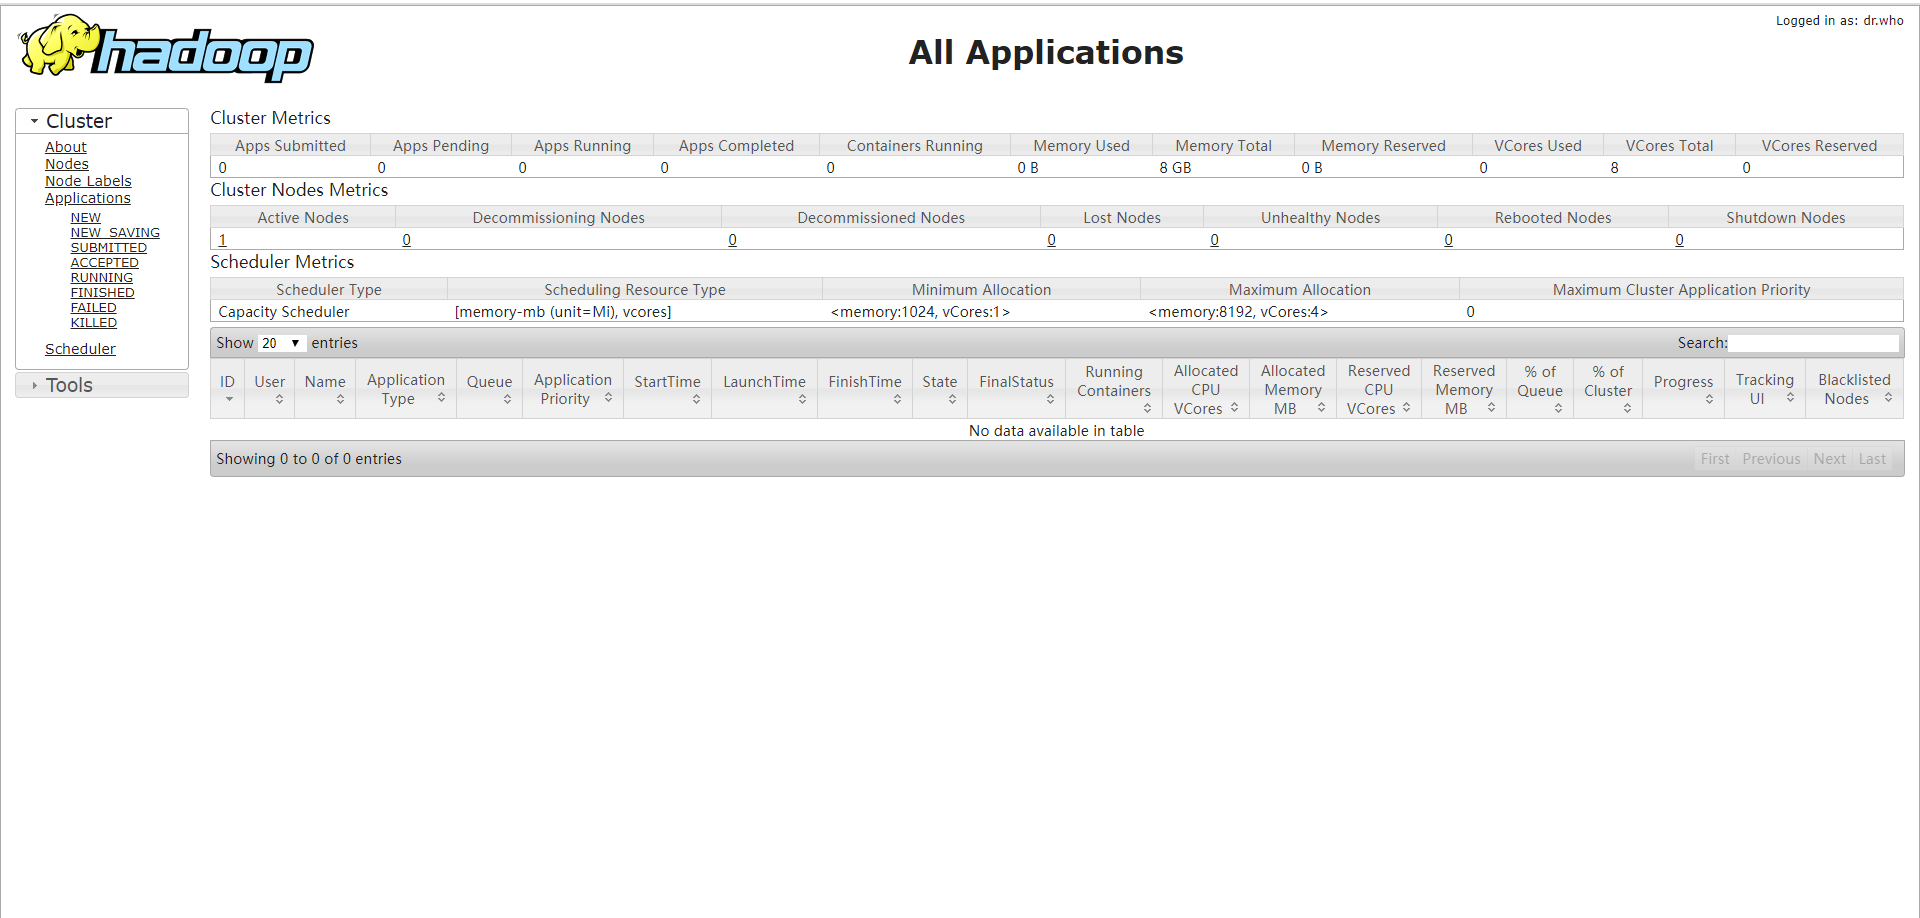 hadoop
Logged in as: dr.who
All Applications
Cluster
About
Nodes
Node Labels
Applications
NEW
NEW_SAVING
SUBMITTED
ACCEPTED
RUNNING
FINISHED
FAILED
KILLED
Scheduler
Tools
Cluster Metrics
Apps Submitted Apps Pending Apps Running Apps Completed Containers Running Memory Used Memory Total Memory Reserved VCores Used VCores Total VCores Reserved
0 0 0 0 0 0 B 8 GB 0 B 0 8 0
Cluster Nodes Metrics
Active Nodes Decommissioning Nodes Decommissioned Nodes Lost Nodes Unhealthy Nodes Rebooted Nodes Shutdown Nodes
1 0 0 0 0 0 0
Scheduler Metrics
Scheduler Type Scheduling Resource Type Minimum Allocation Maximum Allocation Maximum Cluster Application Priority
Capacity Scheduler [memory-mb (unit=Mi), vcores] <memory:1024, vCores:1> <memory:8192, vCores:4> 0
Show 20 entries Search:
ID User Name Application Type Queue Application Priority StartTime LaunchTime FinishTime State FinalStatus Running Containers Allocated CPU VCores Allocated Memory MB Reserved CPU VCores Reserved Memory MB % of Queue % of Cluster Progress Tracking UI Blacklisted Nodes
No data available in table
Showing 0 to 0 of 0 entries First Previous Next Last